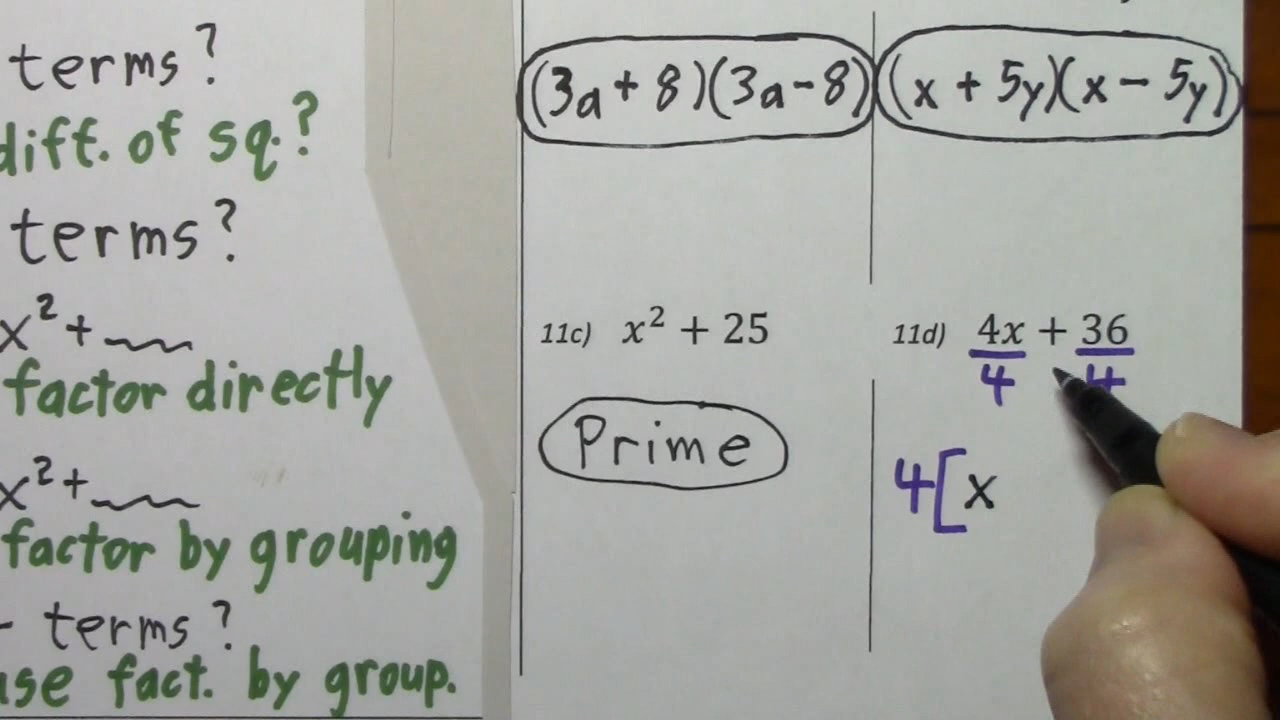 terms?
diff. of sq.?
terms?
x² +
factor directly
x² +
factor by grouping
terms?
use fact. by group.
(3a + 8)(3a - 8)
(x + 5y)(x - 5y)
11c) x² + 25
Prime
11d) 4x + 36
4 4
4[x